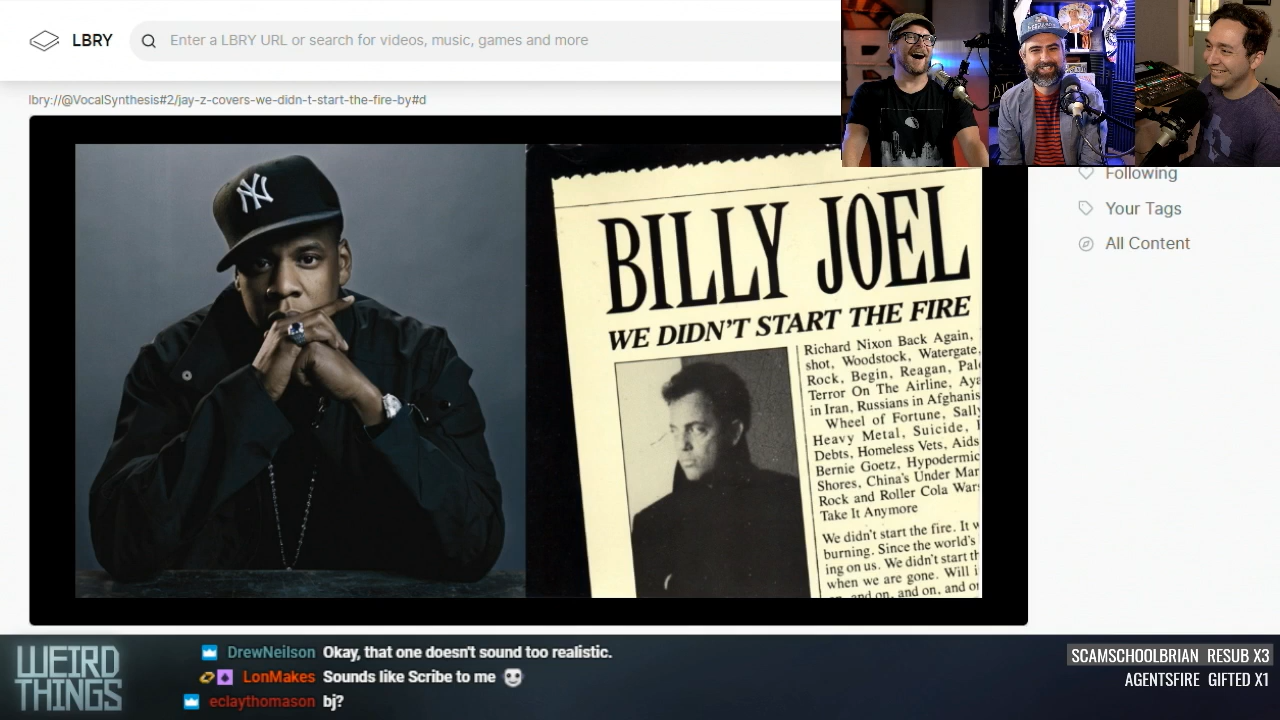 LBRY
Enter a LBRY URL or search for videos, music, games and more
lbry://@VocalSynthesis#2/jay-z-covers-we-didn-t-start-the-fire-by#d
Following
Your Tags
All Content
NY
BILLY JOEL
WE DIDN'T START THE FIRE
Richard Nixon Back Again,
shot, Woodstock, Watergate,
Rock, Begin, Reagan,
Terror On The Airline,
in Iran, Russians in
Wheel of Fortune,
Heavy Metal, Suicide,
Debts, Homeless Vets, Aids
Bernie Goetz,
Shores, China's Under
Rock and Roller Cola
Take It Anymore
We didn't start the fire. It
burning. Since the world's
ing on us. We didn't start
when we are gone. Will
and on, and on, and
WEIRD
THINGS
DrewNeilson Okay, that one doesn't sound too realistic.
LonMakes Sounds like Scribe to me
eclaythomason bj?
SCAMSCHOOLBRIAN RESUB X3
AGENTSFIRE GIFTED X1